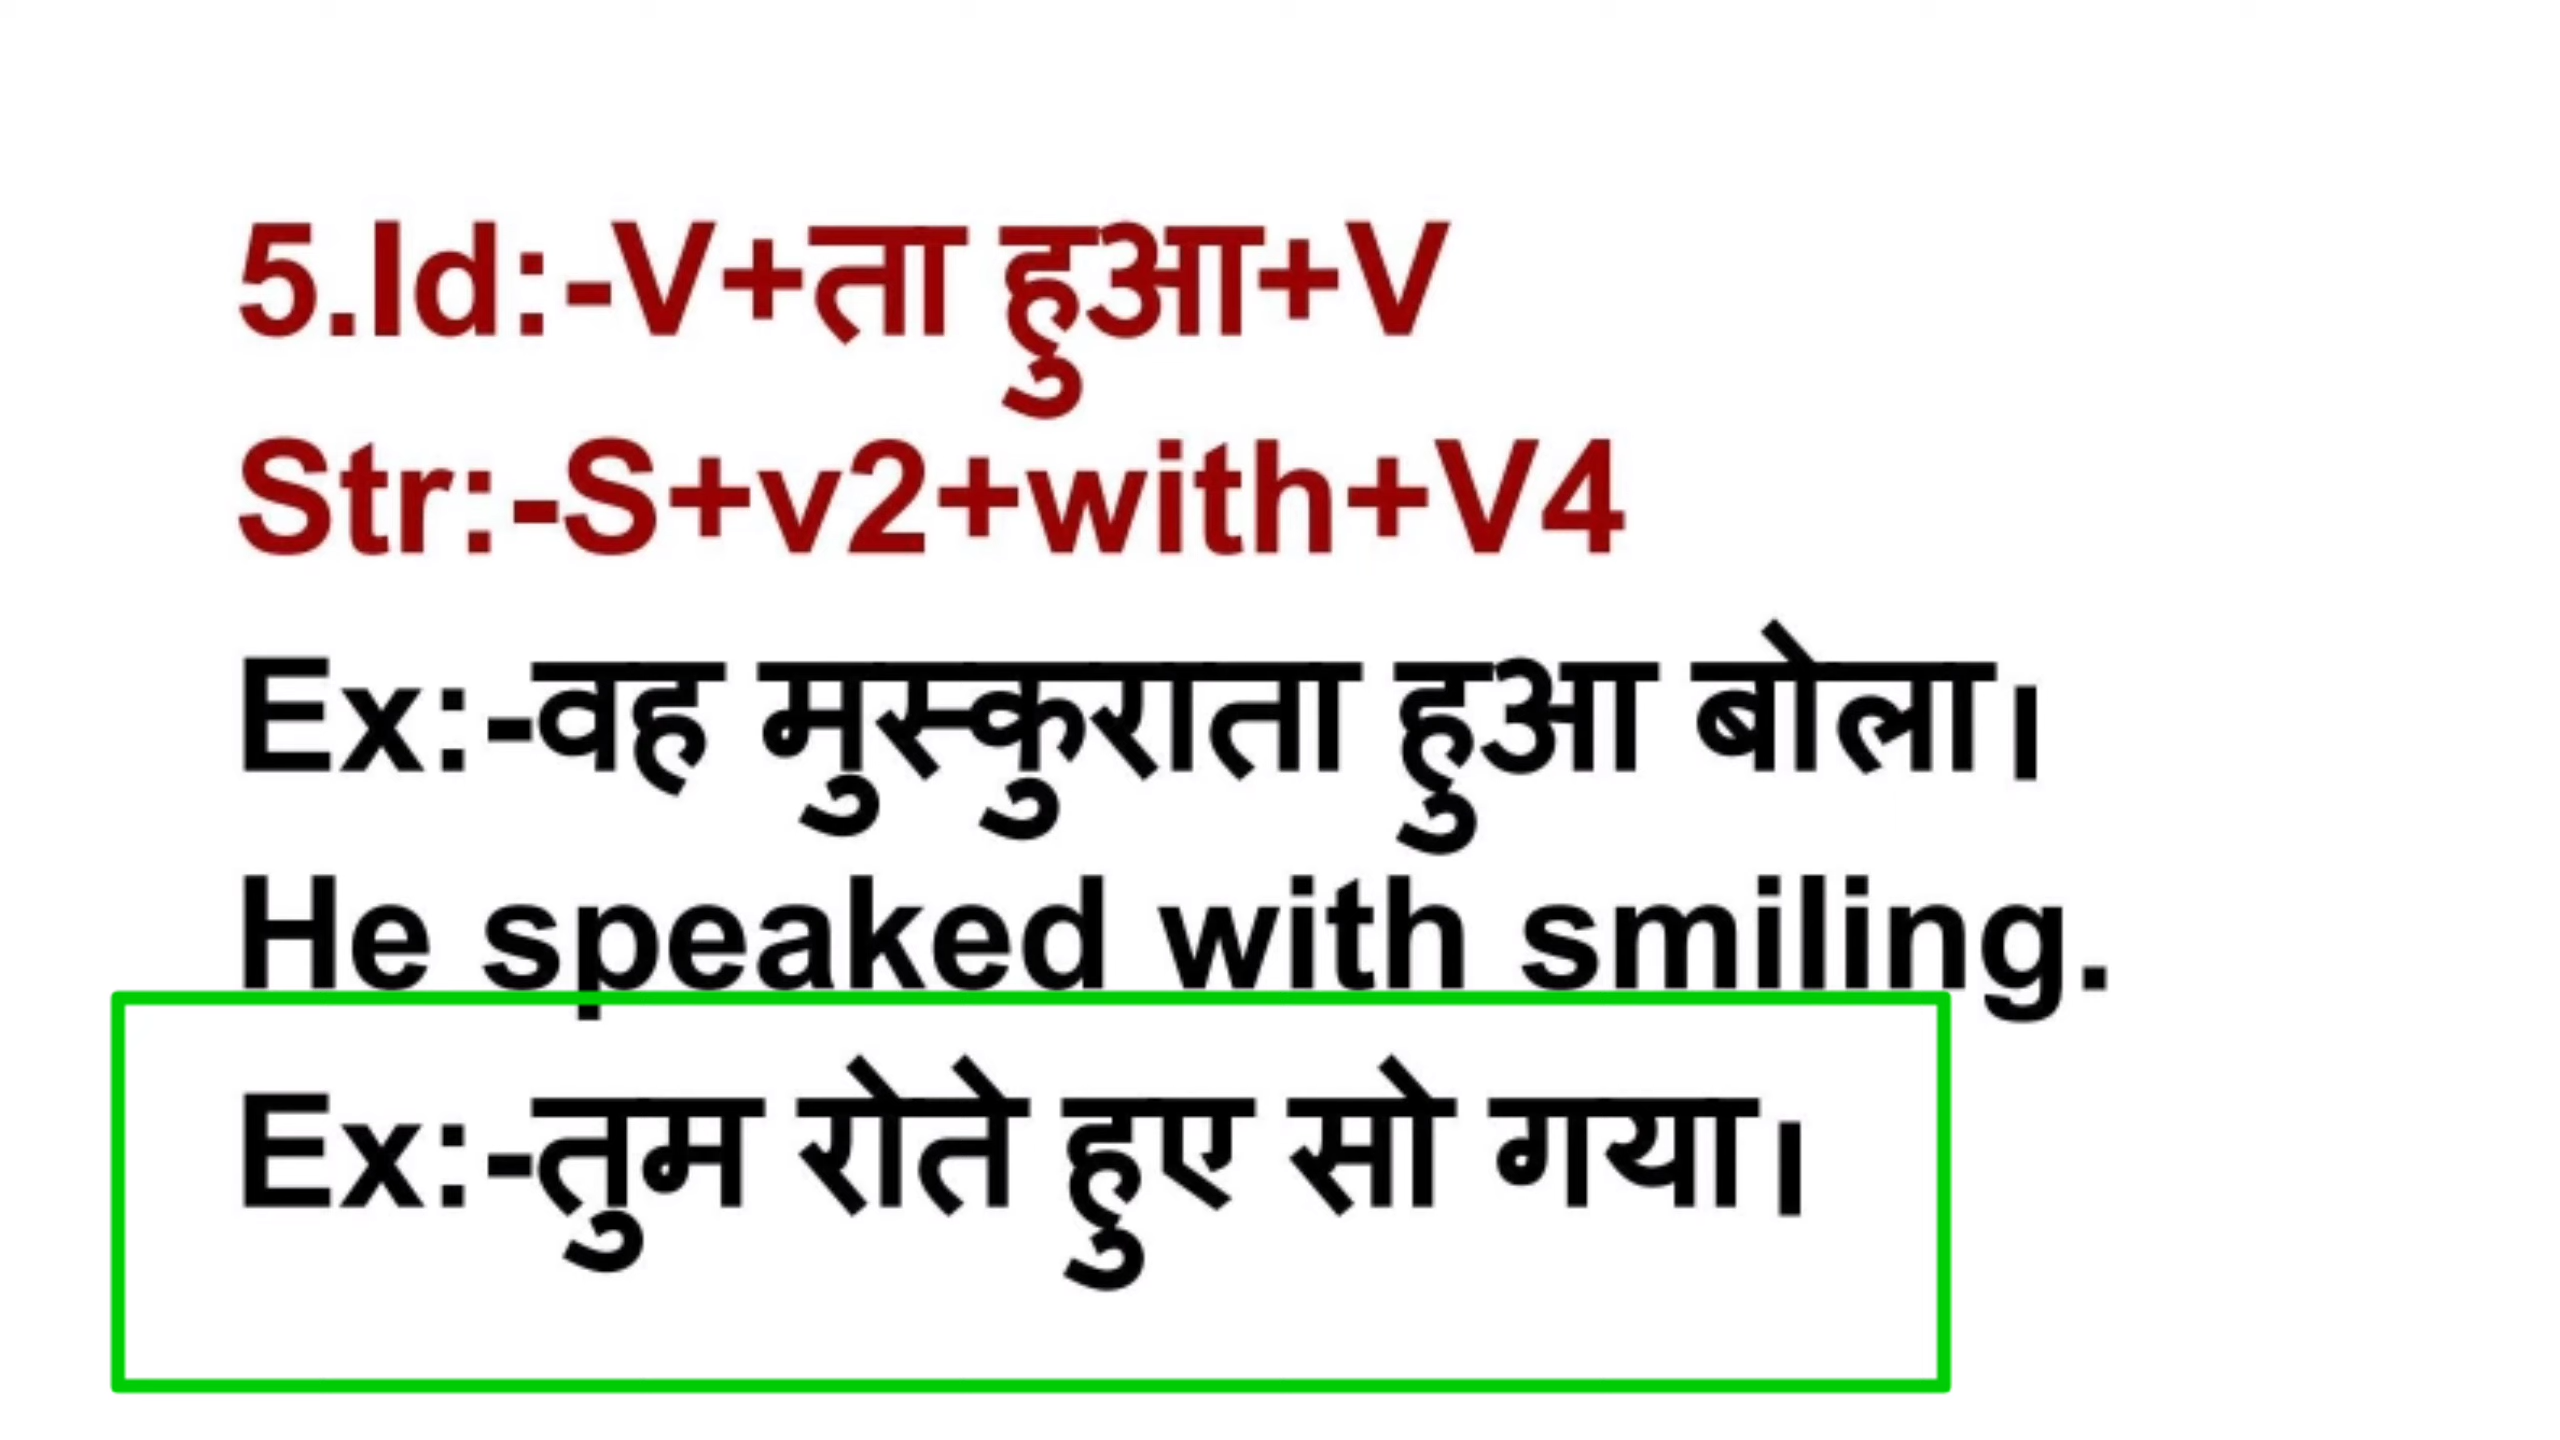 5.Id:-V+ता हुआ+V
Str:-S+v2+with+V4
Ex:-वह मुस्कुराता हुआ बोला।
He speaked with smiling.
Ex:-तुम रोते हुए सो गया।